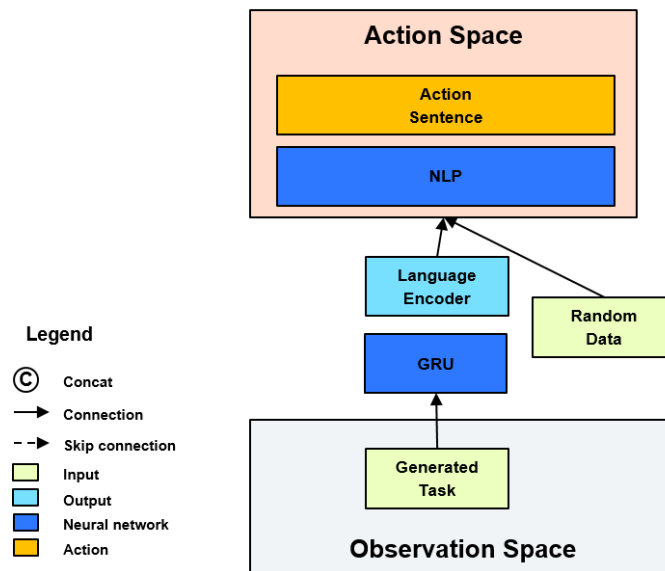 Action Space
Action
Sentence
NLP
Language
Encoder
Random
Data
GRU
Generated
Task
Observation Space
Legend
C Concat
Connection
Skip connection
Input
Output
Neural network
Action